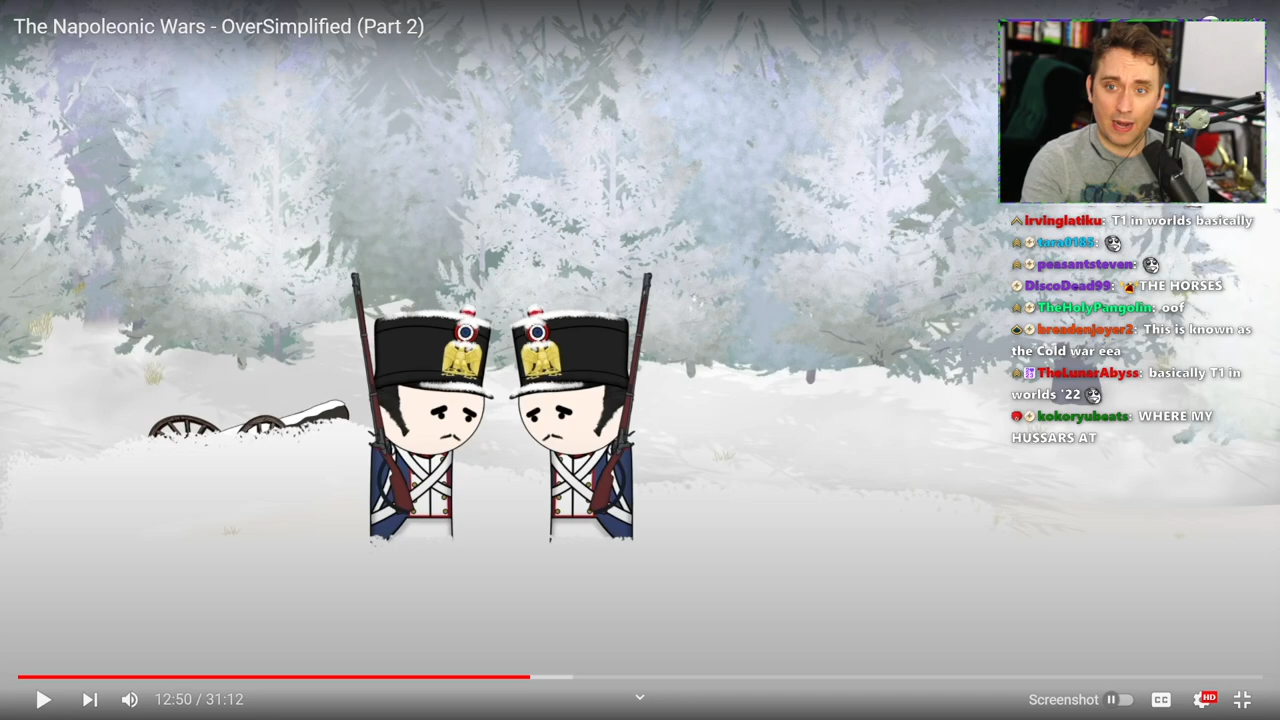 The Napoleonic Wars - OverSimplified (Part 2)
irvinglatiku: T1 in worlds basically
tara0185:
peasantsteven:
DiscoDead99: THE HORSES
TheHolyPangolin: oof
breadenjoyer2: This is known as
the Cold war eea
TheLunarAbyss: basically T1 in
worlds '22
kokoryubeats: WHERE MY
HUSSARS AT
12:50 / 31:12
Screenshot
CC
HD